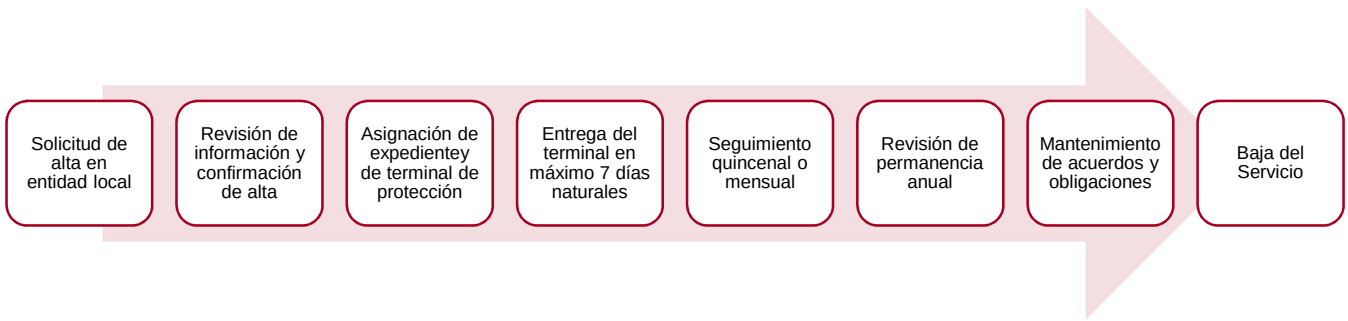 Solicitud de
alta en
entidad local
Revisión de
información y
confirmación
de alta
Asignación de
expedientey
de terminal de
protección
Entrega del
terminal en
máximo 7 días
naturales
Seguimiento
quincenal o
mensual
Revisión de
permanencia
anual
Mantenimiento
de acuerdos y
obligaciones
Baja del
Servicio